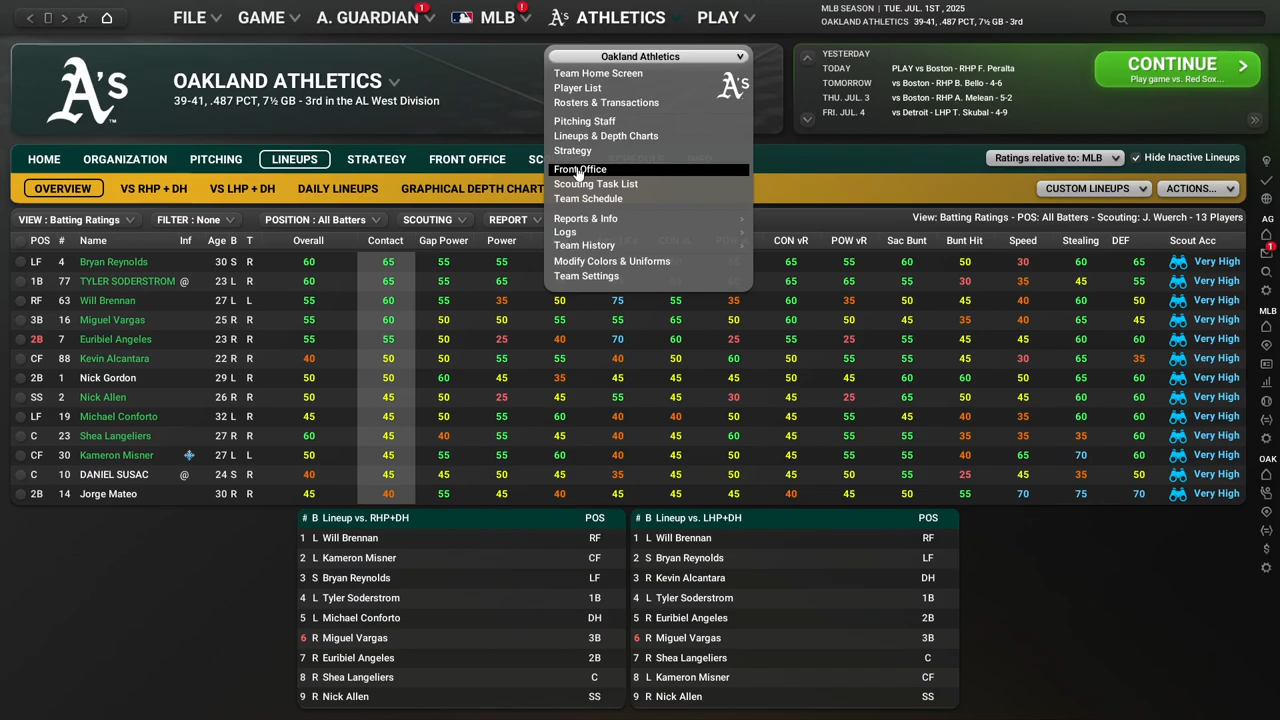 FILE GAME A. GUARDIAN 1 MLB ! A's ATHLETICS PLAY
MLB SEASON | TUE. JUL. 1ST , 2025
OAKLAND ATHLETICS 39-41, .487 PCT, 7½ GB - 3rd
A's
OAKLAND ATHLETICS
39-41, .487 PCT, 7½ GB - 3rd in the AL West Division
Oakland Athletics
Team Home Screen
Player List
Rosters & Transactions
Pitching Staff
Lineups & Depth Charts
Strategy
Front Office
Scouting Task List
Team Schedule
Reports & Info
Logs
Team History
Modify Colors & Uniforms
Team Settings
A's
YESTERDAY
TODAY PLAY vs Boston - RHP F. Peralta
TOMORROW vs Boston - RHP B. Bello - 4-6
THU. JUL. 3 vs Boston - RHP A. Melean - 5-2
FRI. JUL. 4 vs Detroit - LHP T. Skubal - 4-9
CONTINUE
Play game vs. Red Sox...
HOME ORGANIZATION PITCHING LINEUPS STRATEGY FRONT OFFICE SC
Ratings relative to: MLB Hide Inactive Lineups
OVERVIEW VS RHP + DH VS LHP + DH DAILY LINEUPS GRAPHICAL DEPTH CHART CUSTOM LINEUPS ACTIONS...
VIEW : Batting Ratings FILTER : None POSITION : All Batters SCOUTING REPORT View: Batting Ratings - POS: All Batters - Scouting: J. Wuerch - 13 Players
POS # Name Inf Age B T Overall Contact Gap Power Power CON vR POW vR Sac Bunt Bunt Hit Speed Stealing DEF Scout Acc
LF 4 Bryan Reynolds 30 S R 60 65 55 55 65 65 55 60 50 30 60 65 Very High
1B 77 TYLER SODERSTROM @ 23 L R 60 65 55 65 65 65 55 30 35 45 55 Very High
RF 63 Will Brennan 27 L L 55 60 55 35 50 75 55 35 60 35 50 45 40 65 45 Very High
3B 16 Miguel Vargas 25 R R 55 60 50 50 55 55 65 50 60 50 45 35 40 65 45 Very High
2B 7 Euribiel Angeles 23 R R 55 55 50 25 40 70 60 25 55 25 55 45 45 60 60 Very High
CF 88 Kevin Alcantara 22 R R 40 50 50 55 55 40 50 60 50 55 55 45 30 65 35 Very High
2B 1 Nick Gordon 29 L R 50 50 60 45 35 45 45 45 50 45 60 60 50 45 60 Very High
SS 2 Nick Allen 26 R R 50 50 50 25 45 55 45 30 45 25 65 50 45 50 60 Very High
LF 19 Michael Conforto 32 L R 45 45 50 55 60 40 40 50 45 55 45 40 35 60 60 Very High
C 23 Shea Langeliers 27 R R 60 45 40 55 55 40 45 60 40 55 55 35 35 35 60 Very High
CF 30 Kameron Misner 27 L L 50 45 40 55 60 40 45 55 45 55 55 40 65 70 60 Very High
C 10 DANIEL SUSAC @ 24 S R 40 45 45 50 45 35 45 45 45 50 55 25 45 35 50 Very High
2B 14 Jorge Mateo 30 R R 45 40 55 45 40 45 45 45 40 45 50 55 70 75 70 Very High
# B Lineup vs. RHP+DH POS
1 L Will Brennan RF
2 L Kameron Misner CF
3 S Bryan Reynolds LF
4 L Tyler Soderstrom 1B
5 L Michael Conforto DH
6 R Miguel Vargas 3B
7 R Euribiel Angeles 2B
8 R Shea Langeliers C
9 R Nick Allen SS
# B Lineup vs. LHP+DH POS
1 L Will Brennan RF
2 S Bryan Reynolds LF
3 R Kevin Alcantara DH
4 L Tyler Soderstrom 1B
5 R Euribiel Angeles 2B
6 R Miguel Vargas 3B
7 R Shea Langeliers C
8 L Kameron Misner CF
9 R Nick Allen SS
AG
1
MLB
OAK
$